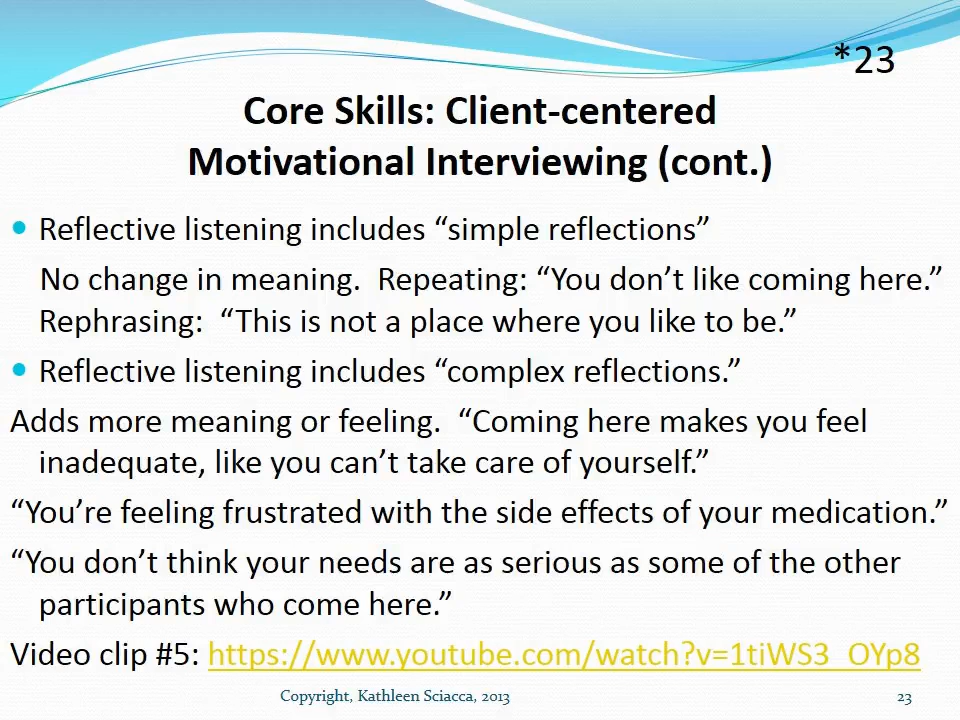 *23
Core Skills: Client-centered
Motivational Interviewing (cont.)
• Reflective listening includes “simple reflections”
No change in meaning.  Repeating: “You don’t like coming here.”
Rephrasing:  “This is not a place where you like to be.”
• Reflective listening includes “complex reflections.”
Adds more meaning or feeling.  “Coming here makes you feel
inadequate, like you can’t take care of yourself.”
“You’re feeling frustrated with the side effects of your medication.”
“You don’t think your needs are as serious as some of the other
participants who come here.”
Video clip #5: https://www.youtube.com/watch?v=1tiWS3_OYp8
Copyright, Kathleen Sciacca, 2013
23